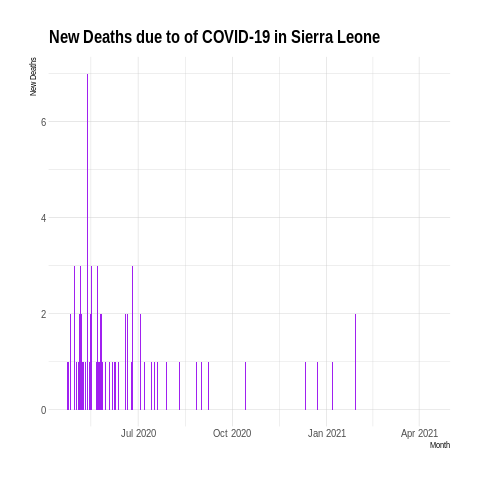 New Deaths due to of COVID-19 in Sierra Leone
New Deaths
6
4
2
0
Jul 2020
Oct 2020
Jan 2021
Apr 2021
Month